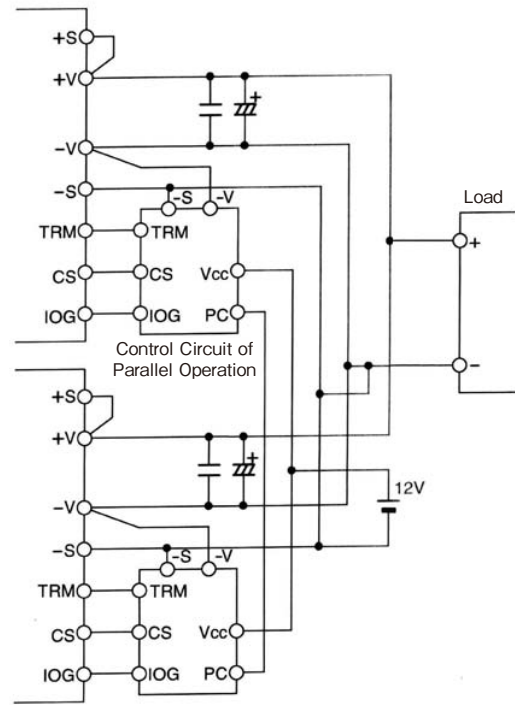 +S
+V
+
-V
-S
-S -V
Load
TRM TRM
+
CS CS Vcc
IOG IOG PC
Control Circuit of
Parallel Operation
-
+S
+V
+
12V
-V
-S
-S -V
TRM TRM
CS CS Vcc
IOG IOG PC